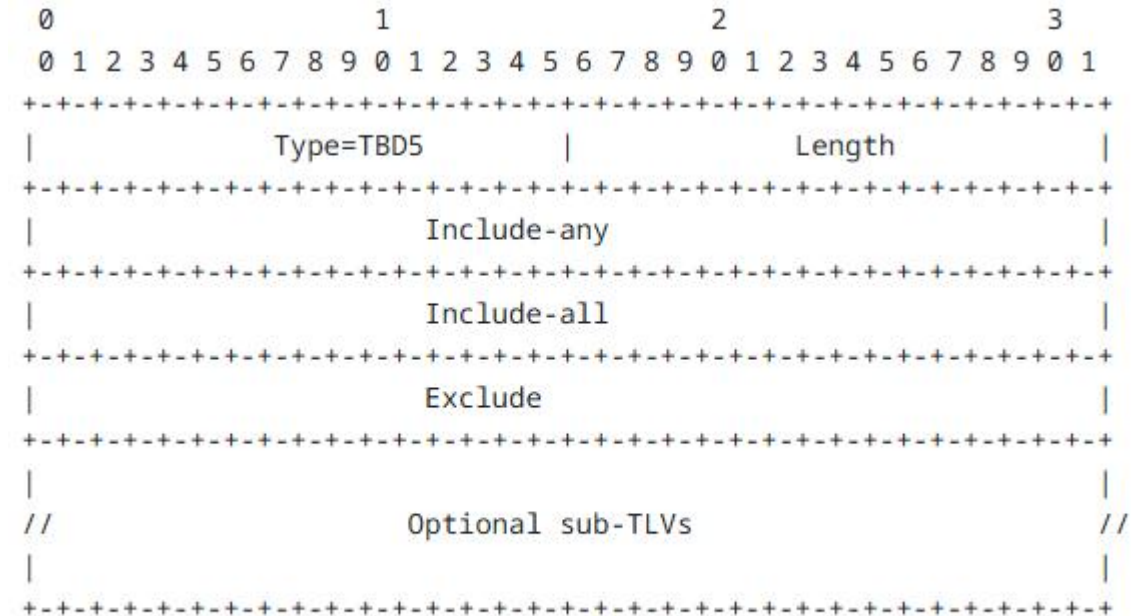 0                   1                   2                   3
 0 1 2 3 4 5 6 7 8 9 0 1 2 3 4 5 6 7 8 9 0 1 2 3 4 5 6 7 8 9 0 1
+-+-+-+-+-+-+-+-+-+-+-+-+-+-+-+-+-+-+-+-+-+-+-+-+-+-+-+-+-+-+-+-+
|              Type=TBD5        |             Length            |
+-+-+-+-+-+-+-+-+-+-+-+-+-+-+-+-+-+-+-+-+-+-+-+-+-+-+-+-+-+-+-+-+
|                       Include-any                             |
+-+-+-+-+-+-+-+-+-+-+-+-+-+-+-+-+-+-+-+-+-+-+-+-+-+-+-+-+-+-+-+-+
|                       Include-all                             |
+-+-+-+-+-+-+-+-+-+-+-+-+-+-+-+-+-+-+-+-+-+-+-+-+-+-+-+-+-+-+-+-+
|                       Exclude                                 |
+-+-+-+-+-+-+-+-+-+-+-+-+-+-+-+-+-+-+-+-+-+-+-+-+-+-+-+-+-+-+-+-+
|                                                               |
//                     Optional sub-TLVs                        //
|                                                               |
+-+-+-+-+-+-+-+-+-+-+-+-+-+-+-+-+-+-+-+-+-+-+-+-+-+-+-+-+-+-+-+-+